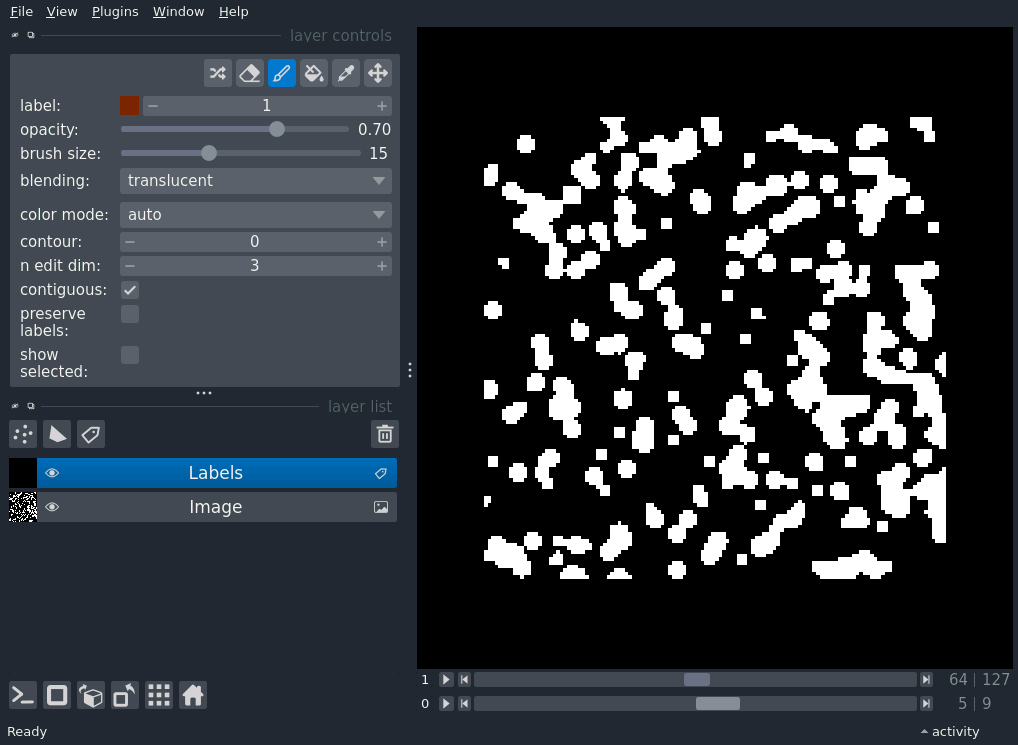 File View Plugins Window Help
layer controls
label: 1
opacity: 0.70
brush size: 15
blending: translucent
color mode: auto
contour: 0
n edit dim: 3
contiguous:
preserve
labels:
show
selected:
layer list
Labels
Image
1 64 | 127
0 5 | 9
Ready activity